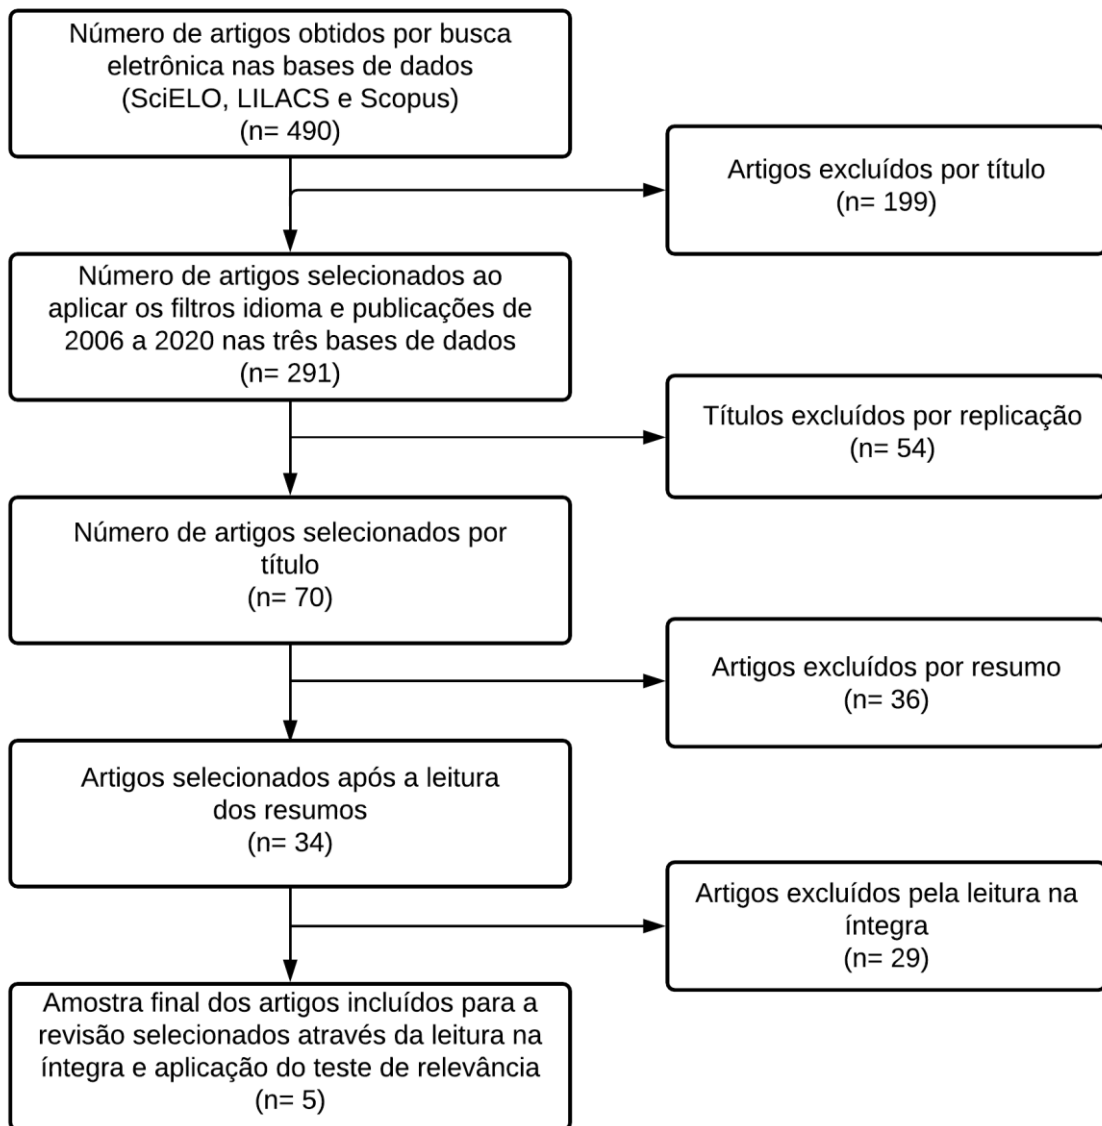 Número de artigos obtidos por busca
eletrônica nas bases de dados
(SciELO, LILACS e Scopus)
(n= 490)
Artigos excluídos por título
(n= 199)
Número de artigos selecionados ao
aplicar os filtros idioma e publicações de
2006 a 2020 nas três bases de dados
(n= 291)
Títulos excluídos por replicação
(n= 54)
Número de artigos selecionados por
título
(n= 70)
Artigos excluídos por resumo
(n= 36)
Artigos selecionados após a leitura
dos resumos
(n= 34)
Artigos excluídos pela leitura na
íntegra
(n= 29)
Amostra final dos artigos incluídos para a
revisão selecionados através da leitura na
íntegra e aplicação do teste de relevância
(n= 5)